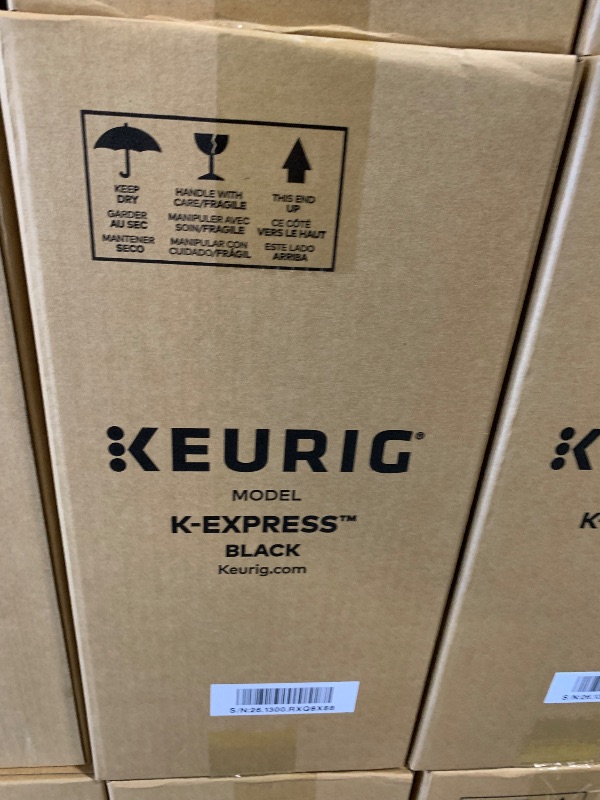 KEEP
DRY
GARDER
AU SEC
MANTENER
SECO
HANDLE WITH
CARE/FRAGILE
MANIPULER AVEC
SOIN/FRAGILE
MANIPULAR CON
CUIDADO/FRÁGIL
THIS END
UP
CE CÔTÉ
VERS LE HAUT
ESTE LADO
ARRIBA
KEURIG®
MODEL
K-EXPRESS™
BLACK
Keurig.com
K
K-